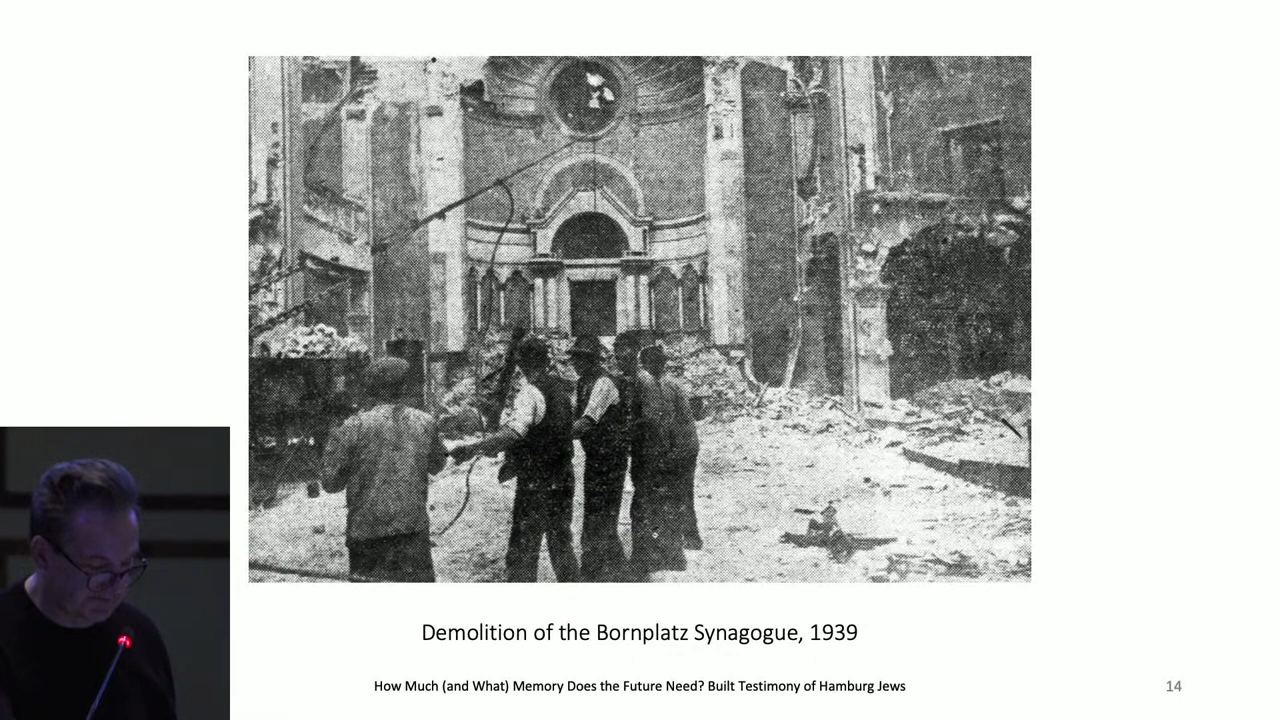 Demolition of the Bornplatz Synagogue, 1939
How Much (and What) Memory Does the Future Need? Built Testimony of Hamburg Jews
14